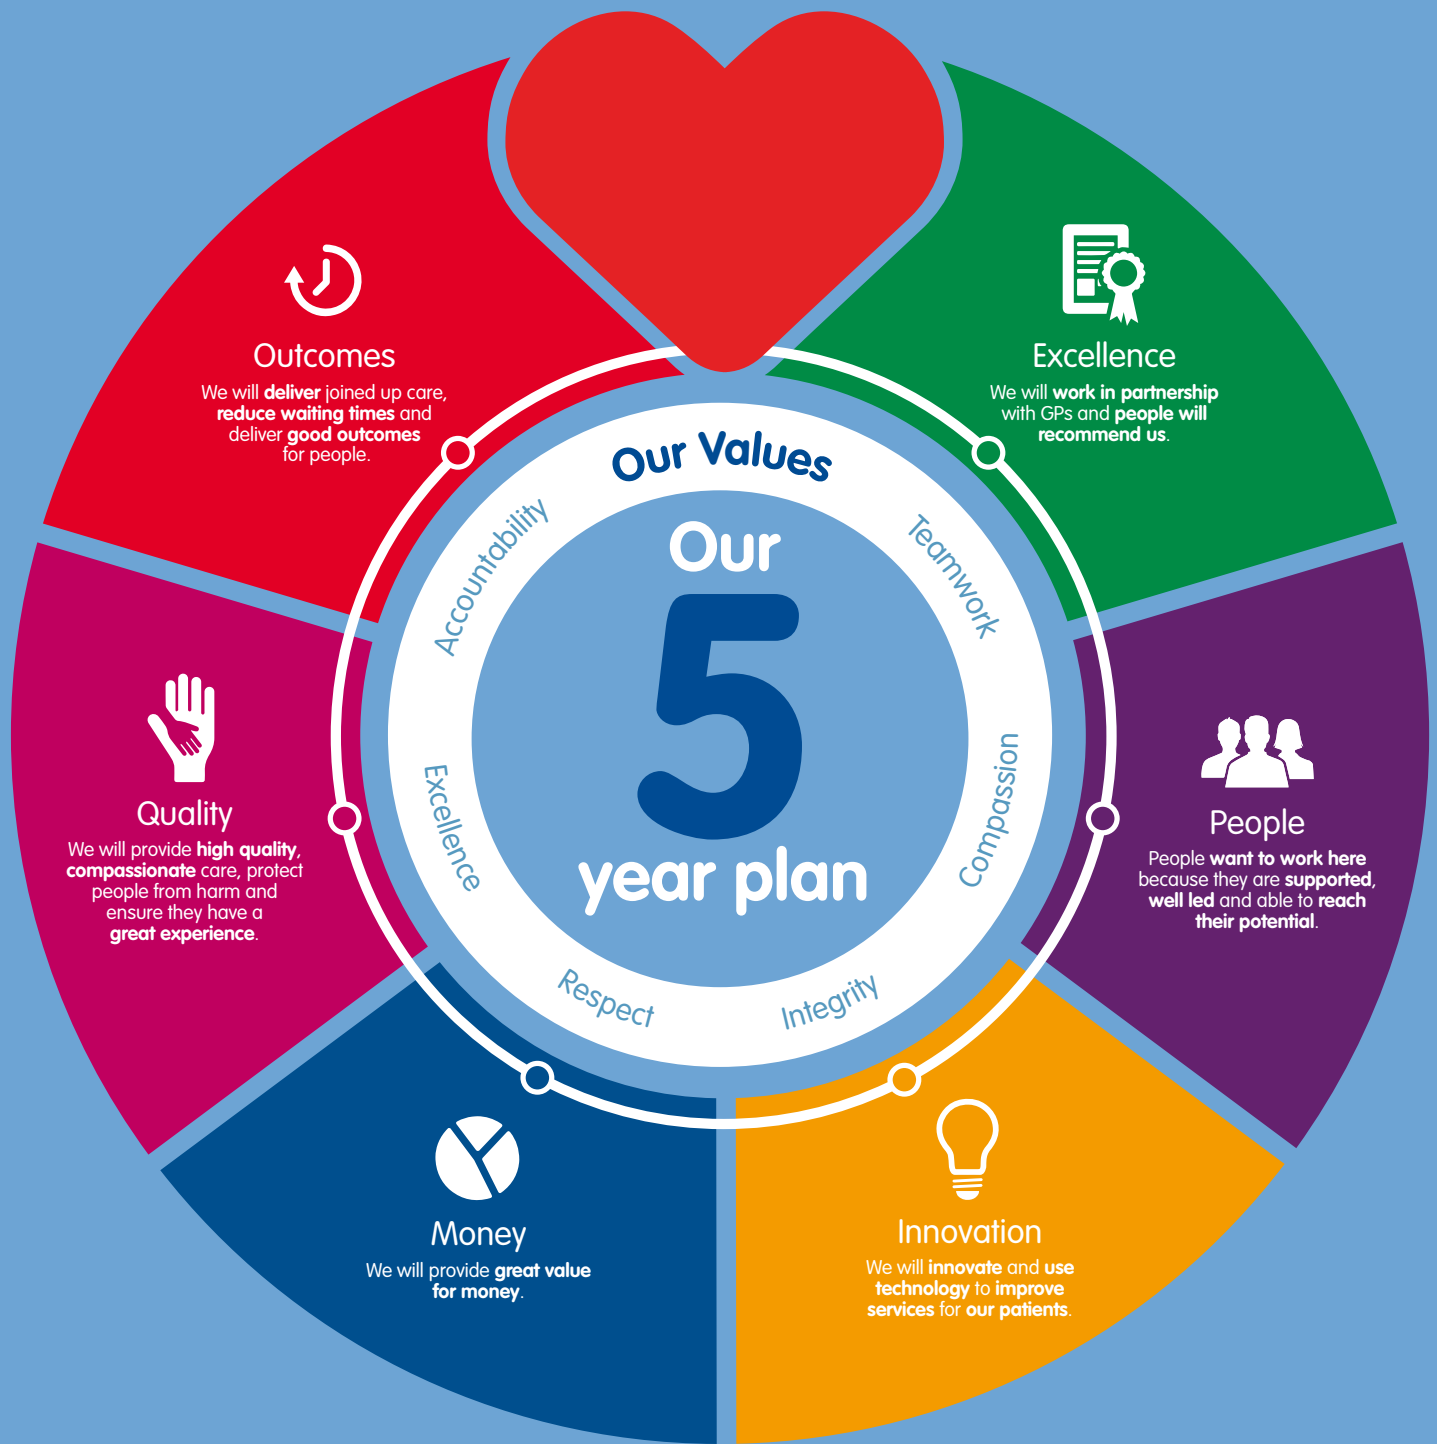 Our Values
Accountability
Teamwork
Excellence
Compassion
Respect
Integrity
Our
5
year plan
Outcomes
We will deliver joined up care,
reduce waiting times and
deliver good outcomes
for people.
Excellence
We will work in partnership
with GPs and people will
recommend us.
Quality
We will provide high quality,
compassionate care, protect
people from harm and
ensure they have a
great experience.
People
People want to work here
because they are supported,
well led and able to reach
their potential.
Money
We will provide great value
for money.
Innovation
We will innovate and use
technology to improve
services for our patients.